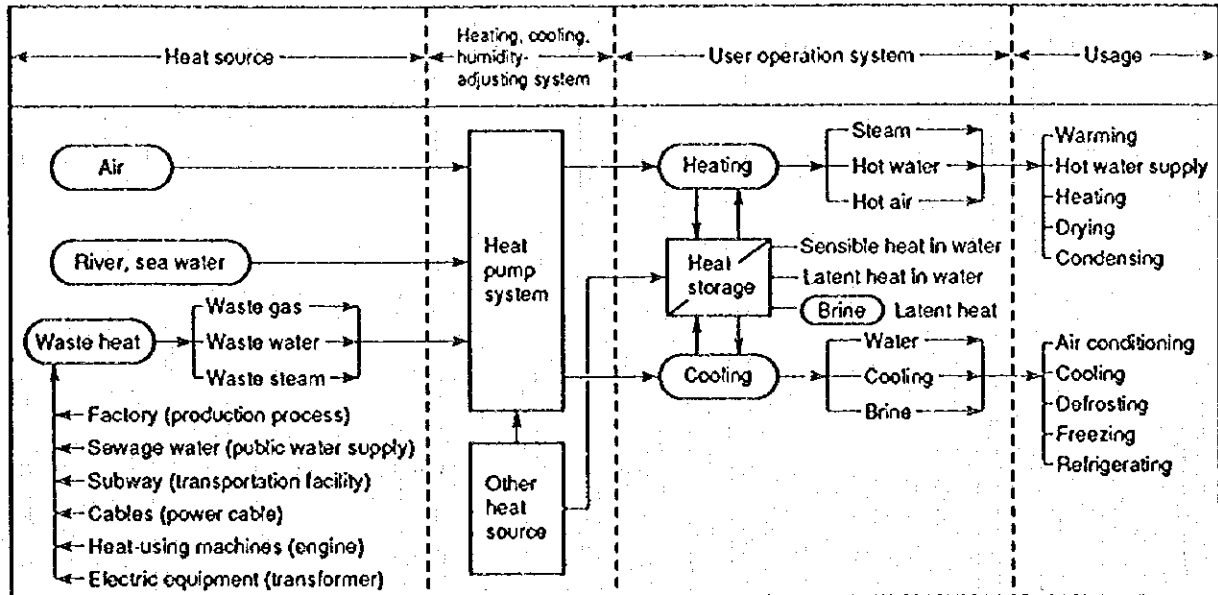 Heat source
Heating, cooling,
humidity-
adjusting system
User operation system
Usage
Air
River, sea water
Waste heat
Waste gas
Waste water
Waste steam
Factory (production process)
Sewage water (public water supply)
Subway (transportation facility)
Cables (power cable)
Heat-using machines (engine)
Electric equipment (transformer)
Heat
pump
system
Other
heat
source
Heating
Steam
Hot water
Hot air
Heat
storage
Sensible heat in water
Latent heat in water
Brine Latent heat
Cooling
Water
Cooling
Brine
Warming
Hot water supply
Heating
Drying
Condensing
Air conditioning
Cooling
Defrosting
Freezing
Refrigerating